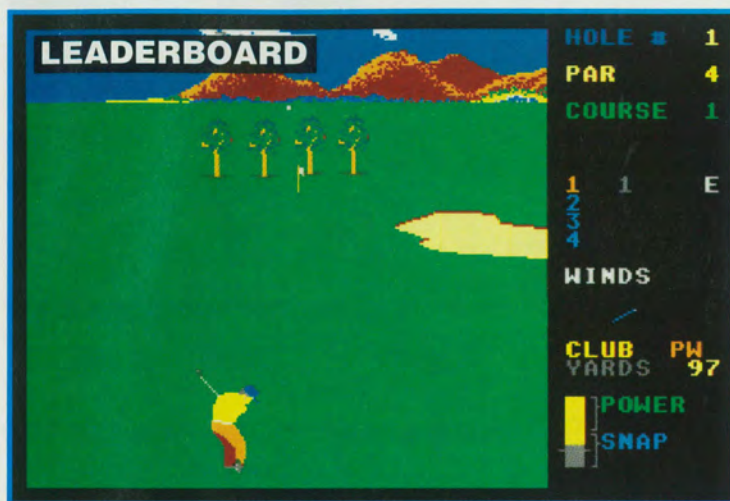 LEADERBOARD
HOLE # 1
PAR 4
COURSE 1
1 1 E
2
3
4
WINDS
CLUB PW
YARDS 97
POWER
SNAP